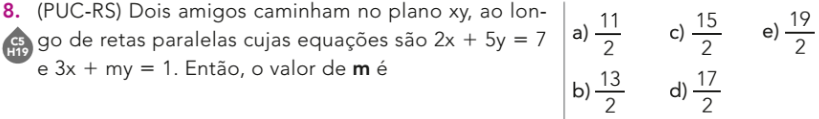 8. (PUC-RS) Dois amigos caminham no plano xy, ao lon-
C5 H19 go de retas paralelas cujas equações são 2x + 5y = 7
e 3x + my = 1. Então, o valor de m é
a) 11/2 c) 15/2 e) 19/2
b) 13/2 d) 17/2